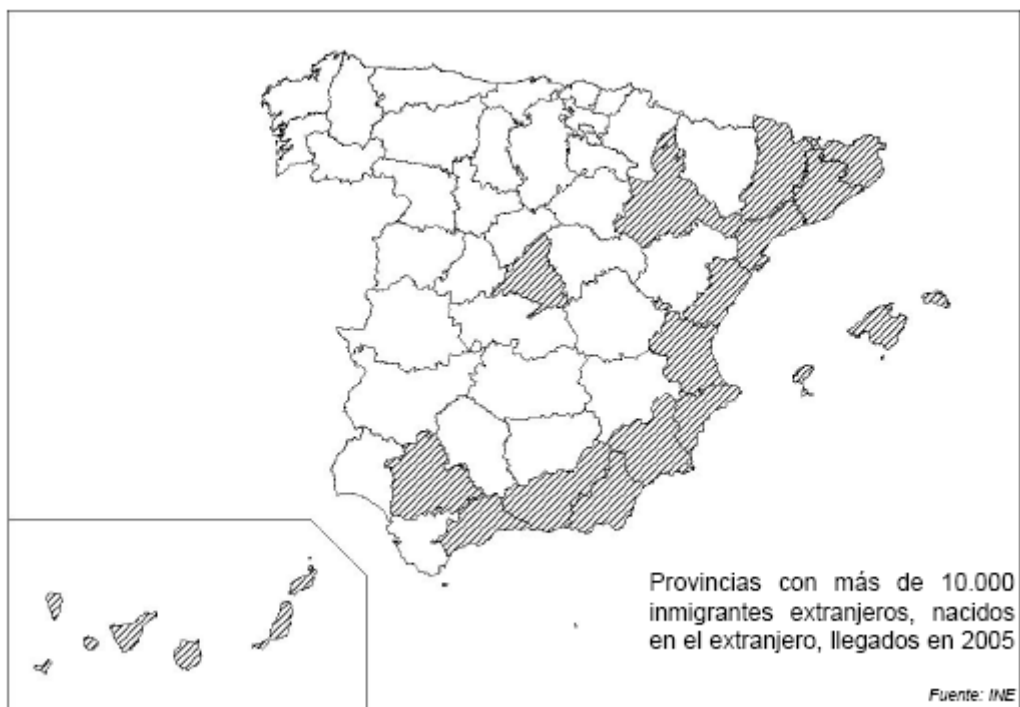 Provincias con más de 10.000
inmigrantes extranjeros, nacidos
en el extranjero, llegados en 2005
Fuente: INE